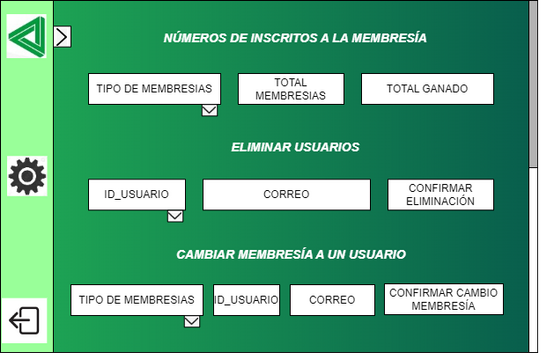 NÚMEROS DE INSCRITOS A LA MEMBRESÍA
TIPO DE MEMBRESIAS
TOTAL
MEMBRESIAS
TOTAL GANADO
ELIMINAR USUARIOS
ID_USUARIO
CORREO
CONFIRMAR
ELIMINACIÓN
CAMBIAR MEMBRESÍA A UN USUARIO
TIPO DE MEMBRESIAS
ID_USUARIO
CORREO
CONFIRMAR CAMBIO
MEMBRESÍA